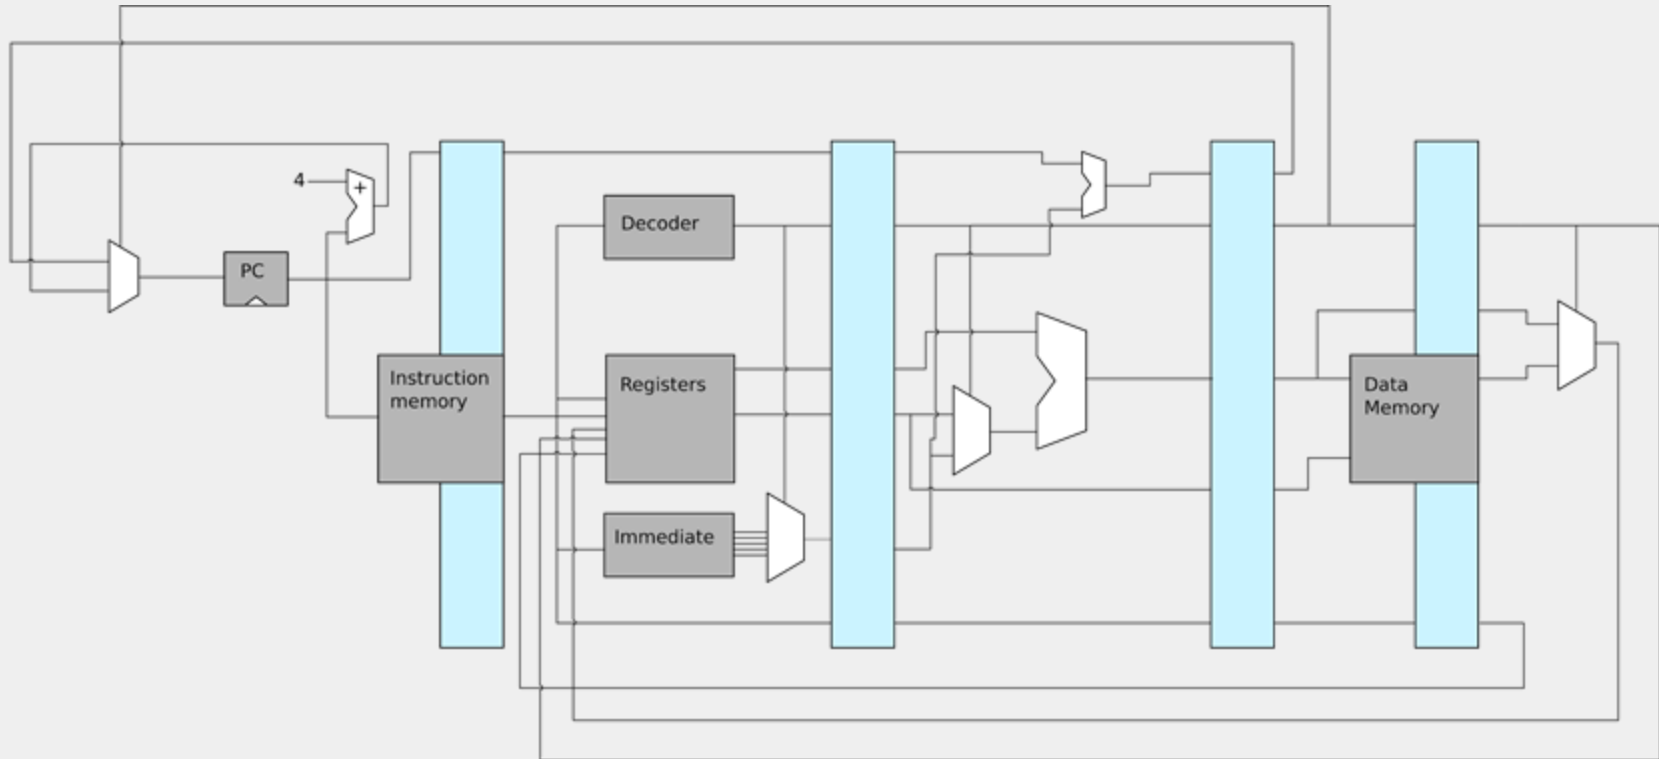 4
+
Decoder
PC
Instruction
memory
Registers
Data
Memory
Immediate